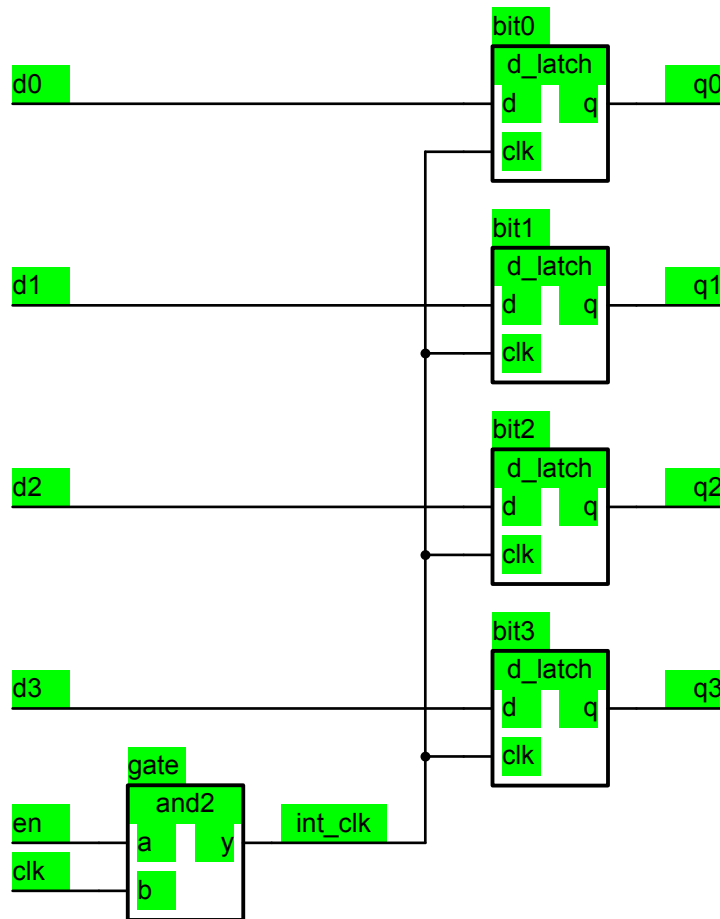 bit0
d_latch
d0
d q
q0
clk
bit1
d_latch
d1
d q
q1
clk
bit2
d_latch
d2
d q
q2
clk
bit3
d_latch
d3
d q
q3
clk
gate
and2
en
a y
int_clk
clk
b